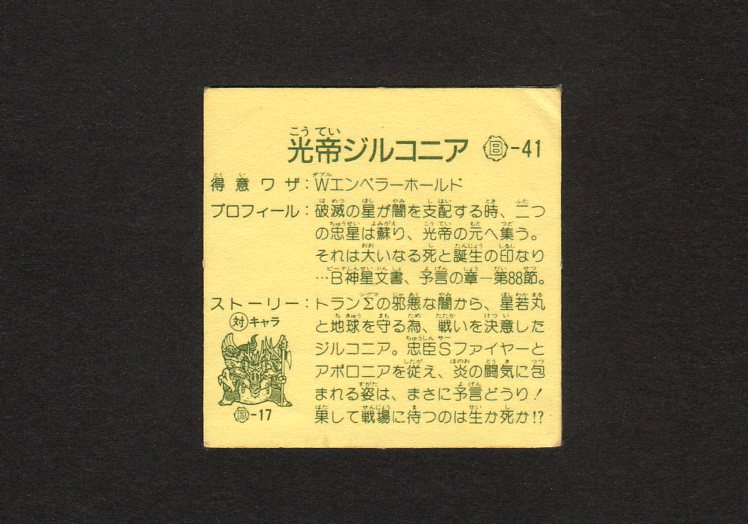 光帝ジルコニア Ⓑ-41
得意ワザ:Wエンペラーホールド
プロフィール:破滅の星が闇を支配する時、二つ
の忠星は蘇り、光帝の元へ集う。
それは大いなる死と誕生の印なり
…B神星文書、予言の章―第88節。
ストーリー:トランΣの邪悪な闇から、星若丸
と地球を守る為、戦いを決意した
ジルコニア。忠臣Sファイヤーと
アポロニアを従え、炎の闘気に包
まれる姿は、まさに予言どうり!
果して戦場に待つのは生か死か!?
対キャラ
-17